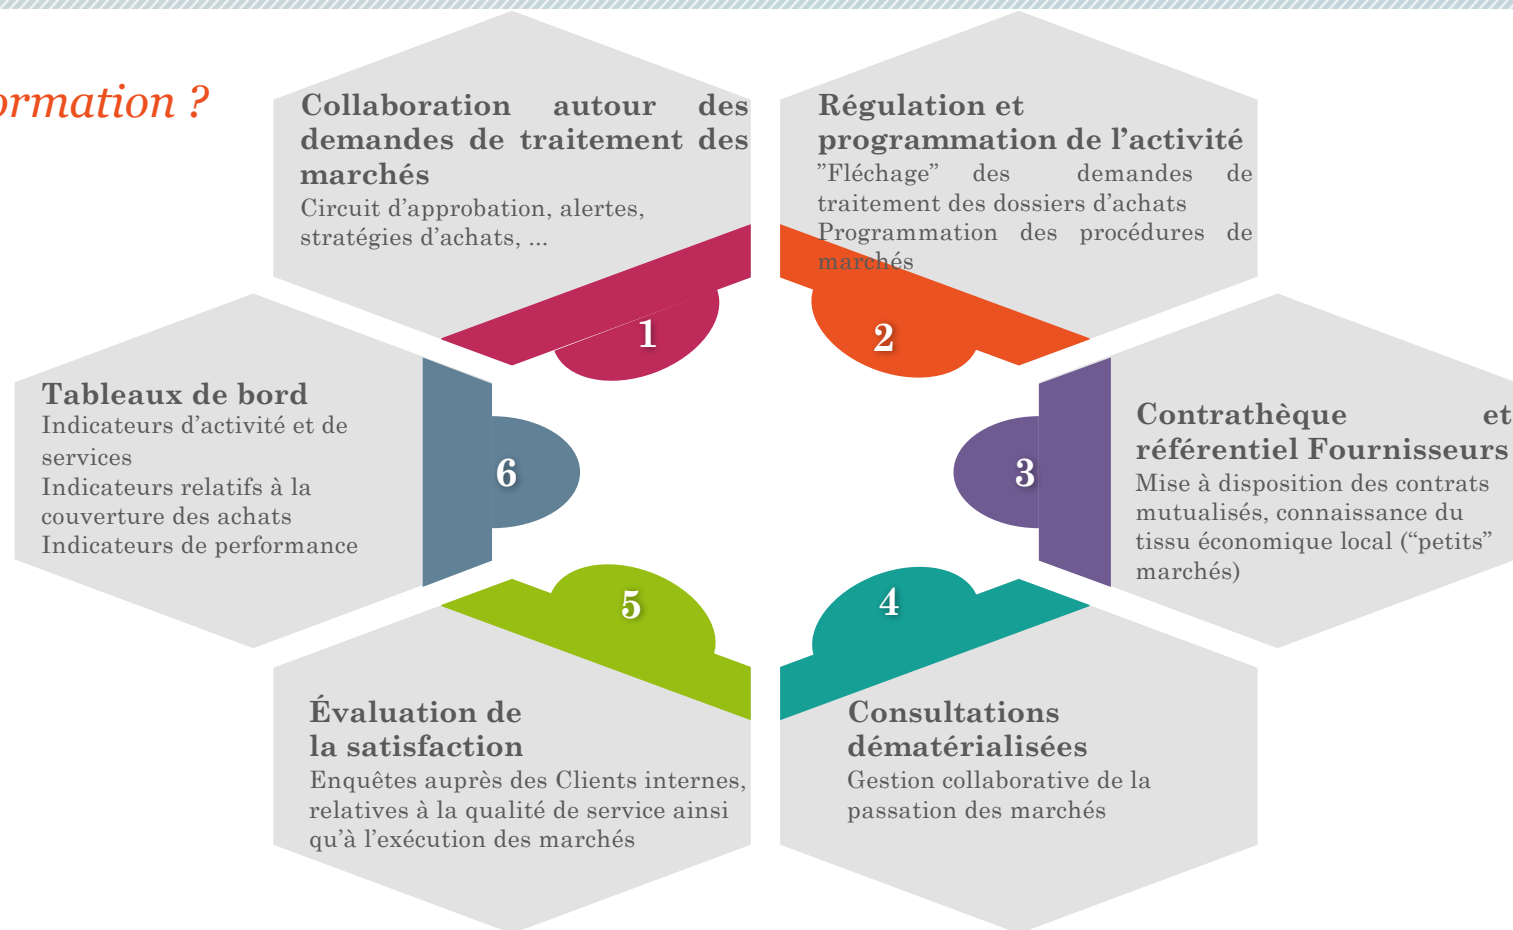 ormation ?
Collaboration autour des
demandes de traitement des
marchés
Circuit d’approbation, alertes,
stratégies d’achats, ...
1
Régulation et
programmation de l’activité
”Fléchage” des demandes de
traitement des dossiers d’achats
Programmation des procédures de
marchés
2
Contrathèque et
référentiel Fournisseurs
Mise à disposition des contrats
mutualisés, connaissance du
tissu économique local (“petits”
marchés)
3
Consultations
dématérialisées
Gestion collaborative de la
passation des marchés
4
Évaluation de
la satisfaction
Enquêtes auprès des Clients internes,
relatives à la qualité de service ainsi
qu’à l’exécution des marchés
5
Tableaux de bord
Indicateurs d’activité et de
services
Indicateurs relatifs à la
couverture des achats
Indicateurs de performance
6